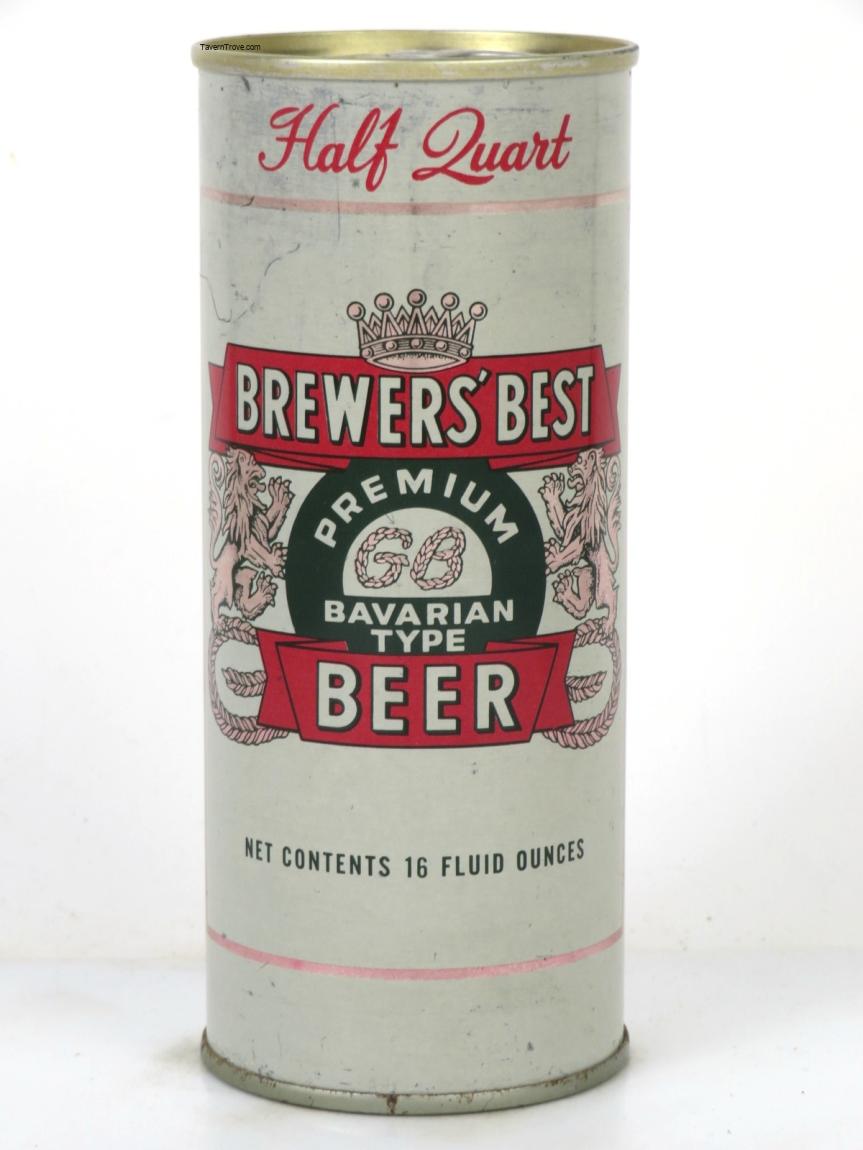 TavernTrove.com
Half Quart
BREWERS' BEST
PREMIUM
GB
BAVARIAN
TYPE
BEER
NET CONTENTS 16 FLUID OUNCES